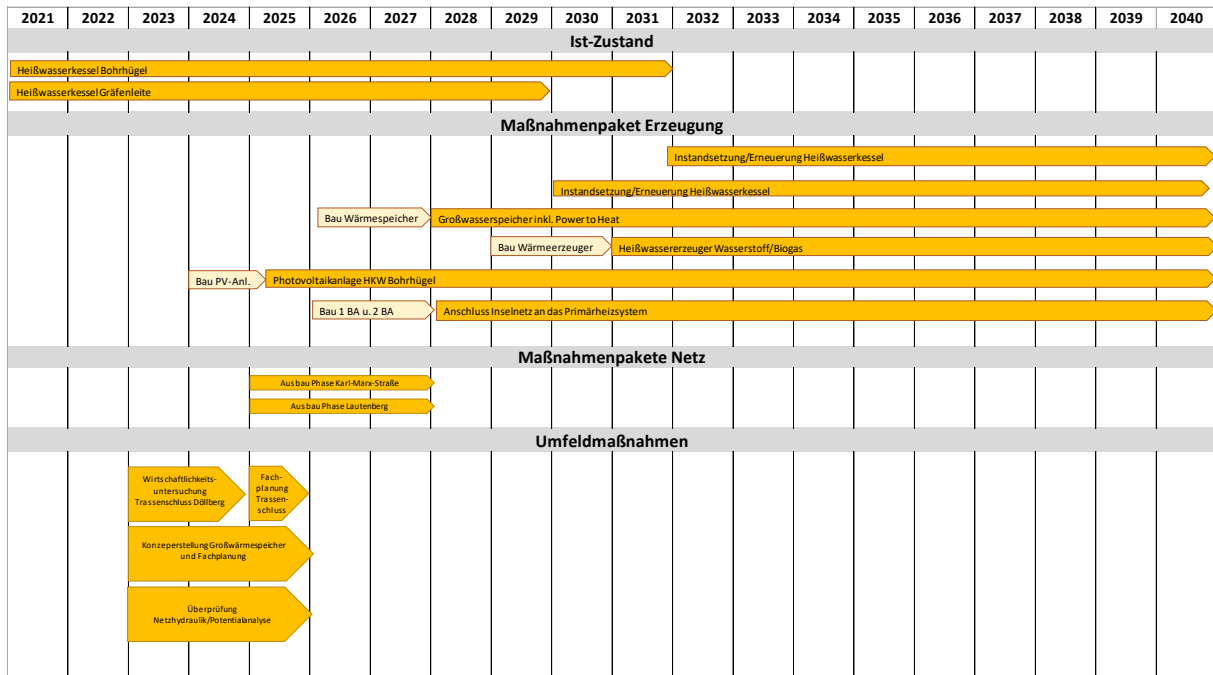 2021 2022 2023 2024 2025 2026 2027 2028 2029 2030 2031 2032 2033 2034 2035 2036 2037 2038 2039 2040
Ist-Zustand
Heißwasserkessel Bohrhügel
Heißwasserkessel Gräfenleite
Maßnahmenpaket Erzeugung
Instandsetzung/Erneuerung Heißwasserkessel
Instandsetzung/Erneuerung Heißwasserkessel
Bau Wärmespeicher
Großwasserspeicher inkl. Power to Heat
Bau Wärmeerzeuger
Heißwassererzeuger Wasserstoff/Biogas
Bau PV-Anl.
Photovoltaikanlage HKW Bohrhügel
Bau 1 BA u. 2 BA
Anschluss Inselnetz an das Primärheizsystem
Maßnahmenpakete Netz
Ausbau Phase Karl-Marx-Straße
Ausbau Phase Lautenberg
Umfeldmaßnahmen
Wirtschaftlichkeits-
untersuchung
Trassenschluss Döllberg
Fach-
planung
Trassen-
schluss
Konzeperstellung Großwärmespeicher
und Fachplanung
Überprüfung
Netzhydraulik/Potentialanalyse